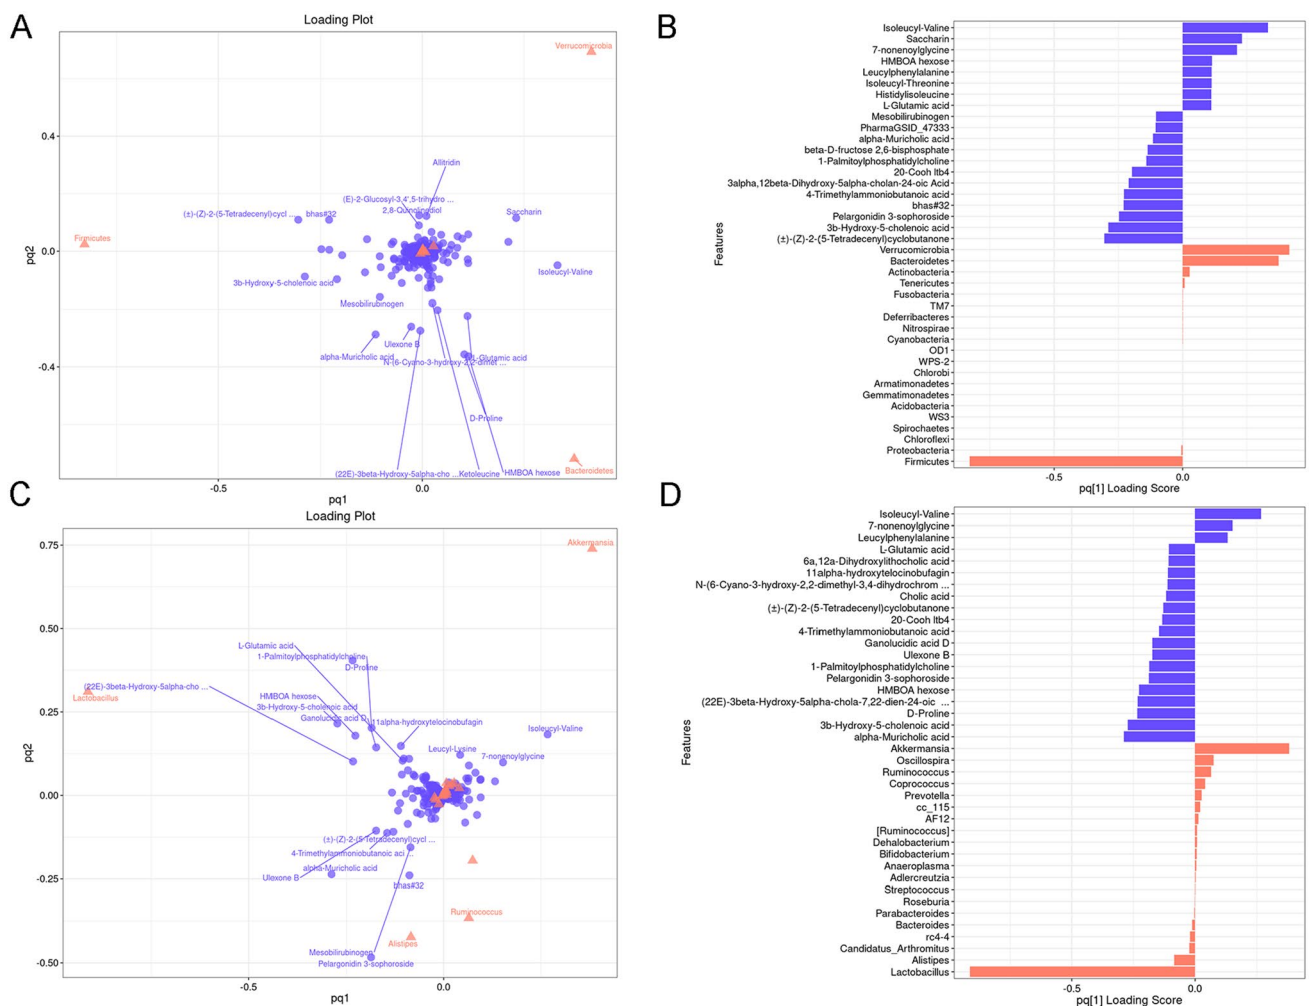 A
Loading Plot
Verrucomicrobia
0.4
Allitridin
(E)-2-Glucosyl-3,4',5-trihydro ...
2,8-Quinolinediol
(±)-(Z)-2-(5-Tetradecenyl)cycl ...
bhas#32
Saccharin
Firmicutes
0.0
Isoleucyl-Valine
3b-Hydroxy-5-cholenoic acid
Mesobilirubinogen
Ulexone B
alpha-Muricholic acid
L-Glutamic acid
N-(6-Cyano-3-hydroxy-2,2-dimet ...
-0.4
D-Proline
(22E)-3beta-Hydroxy-5alpha-cho ...
Ketoleucine
HMBOA hexose
Bacteroidetes
-0.5
0.0
pq1
pq2
B
Isoleucyl-Valine
Saccharin
7-nonenoylglycine
HMBOA hexose
Leucylphenylalanine
Isoleucyl-Threonine
Histidylisoleucine
L-Glutamic acid
Mesobilirubinogen
PharmaGSID_47333
alpha-Muricholic acid
beta-D-fructose 2,6-bisphosphate
1-Palmitoylphosphatidylcholine
20-Cooh ltb4
3alpha,12beta-Dihydroxy-5alpha-cholan-24-oic Acid
4-Trimethylammoniobutanoic acid
bhas#32
Pelargonidin 3-sophoroside
3b-Hydroxy-5-cholenoic acid
(±)-(Z)-2-(5-Tetradecenyl)cyclobutanone
Verrucomicrobia
Bacteroidetes
Actinobacteria
Tenericutes
Fusobacteria
TM7
Deferribacteres
Nitrospirae
Cyanobacteria
OD1
WPS-2
Chlorobi
Armatimonadetes
Gemmatimonadetes
Acidobacteria
WS3
Spirochaetes
Chloroflexi
Proteobacteria
Firmicutes
Features
-0.5
0.0
pq[1] Loading Score
C
Loading Plot
0.75
Akkermansia
0.50
L-Glutamic acid
1-Palmitoylphosphatidylcholine
D-Proline
(22E)-3beta-Hydroxy-5alpha-cho ...
Lactobacillus
HMBOA hexose
3b-Hydroxy-5-cholenoic acid
0.25
Ganolucidic acid D
11alpha-hydroxytelocinobufagin
Isoleucyl-Valine
Leucyl-Lysine
7-nonenoylglycine
0.00
(±)-(Z)-2-(5-Tetradecenyl)cycl ...
4-Trimethylammoniobutanoic aci ...
alpha-Muricholic acid
Ulexone B
-0.25
bhas#32
Ruminococcus
Alistipes
Mesobilirubinogen
Pelargonidin 3-sophoroside
-0.50
-0.5
0.0
pq1
pq2
D
Isoleucyl-Valine
7-nonenoylglycine
Leucylphenylalanine
L-Glutamic acid
6a,12a-Dihydroxylithocholic acid
11alpha-hydroxytelocinobufagin
N-(6-Cyano-3-hydroxy-2,2-dimethyl-3,4-dihydrochrom ...
Cholic acid
(±)-(Z)-2-(5-Tetradecenyl)cyclobutanone
20-Cooh ltb4
4-Trimethylammoniobutanoic acid
Ganolucidic acid D
Ulexone B
1-Palmitoylphosphatidylcholine
Pelargonidin 3-sophoroside
HMBOA hexose
(22E)-3beta-Hydroxy-5alpha-chola-7,22-dien-24-oic ...
D-Proline
3b-Hydroxy-5-cholenoic acid
alpha-Muricholic acid
Akkermansia
Oscillospira
Ruminococcus
Coprococcus
Prevotella
cc_115
AF12
[Ruminococcus]
Dehalobacterium
Bifidobacterium
Anaeroplasma
Adlercreutzia
Streptococcus
Roseburia
Parabacteroides
Bacteroides
rc4-4
Candidatus_Arthromitus
Alistipes
Lactobacillus
Features
-0.5
0.0
pq[1] Loading Score